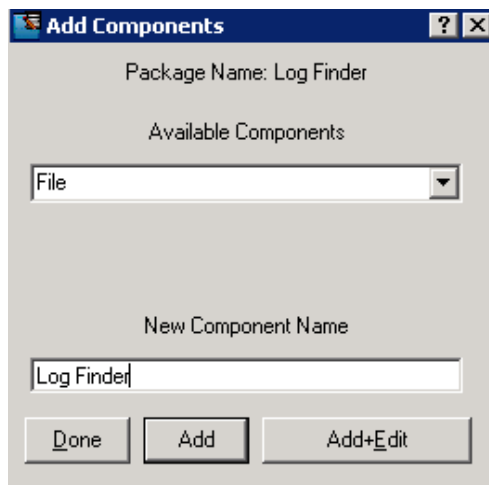 Add Components
Package Name: Log Finder
Available Components
File
New Component Name
Log Finder
Done Add Add+Edit